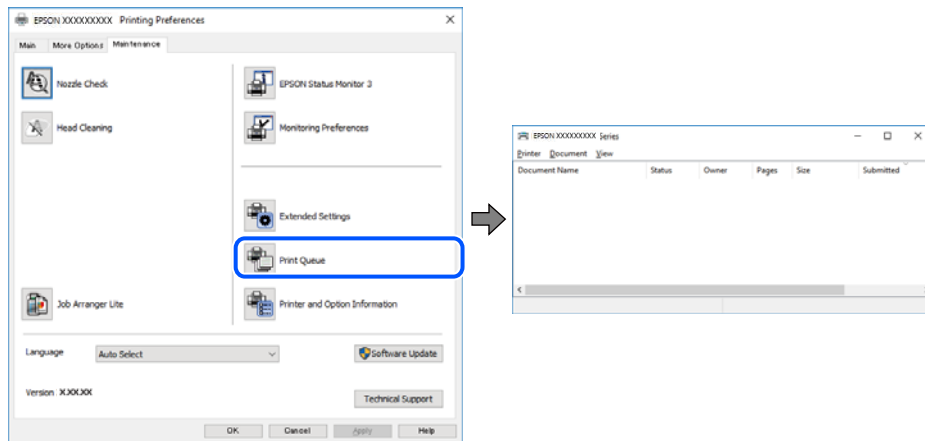 EPSON XXXXXXXXX Printing Preferences
Main More Options Maintenance
Nozzle Check
Head Cleaning
Job Arranger Lite
EPSON Status Monitor 3
Monitoring Preferences
Extended Settings
Print Queue
Printer and Option Information
Language Auto Select
Software Update
Version X.XX.XX
Technical Support
OK Cancel Apply Help
EPSON XXXXXXXXXX Series
Printer Document View
Document Name Status Owner Pages Size Submitted